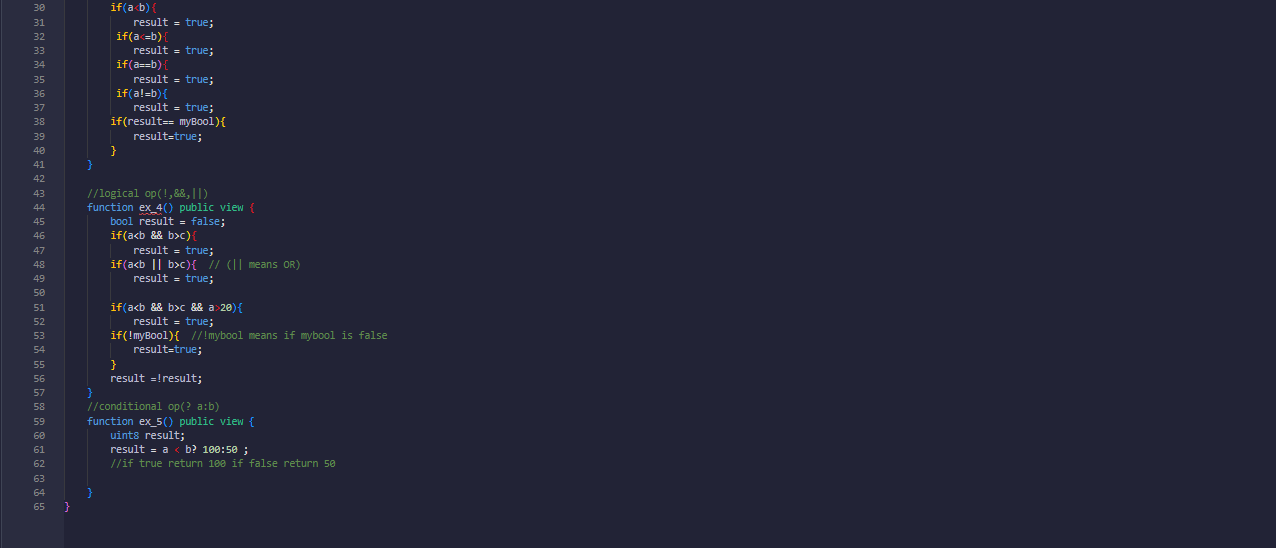 30 if(a<b){
31 result = true;
32 if(a<=b){
33 result = true;
34 if(a==b){
35 result = true;
36 if(a!=b){
37 result = true;
38 if(result== myBool){
39 result=true;
40 }
41 }
42
43 //logical op(!,&&,||)
44 function ex_4() public view {
45 bool result = false;
46 if(a<b && b>c){
47 result = true;
48 if(a<b || b>c){ // (|| means OR)
49 result = true;
50
51 if(a<b && b>c && a>20){
52 result = true;
53 if(!myBool){ //!mybool means if mybool is false
54 result=true;
55 }
56 result =!result;
57 }
58 //conditional op(? a:b)
59 function ex_5() public view {
60 uint8 result;
61 result = a < b? 100:50 ;
62 //if true return 100 if false return 50
63
64 }
65 }